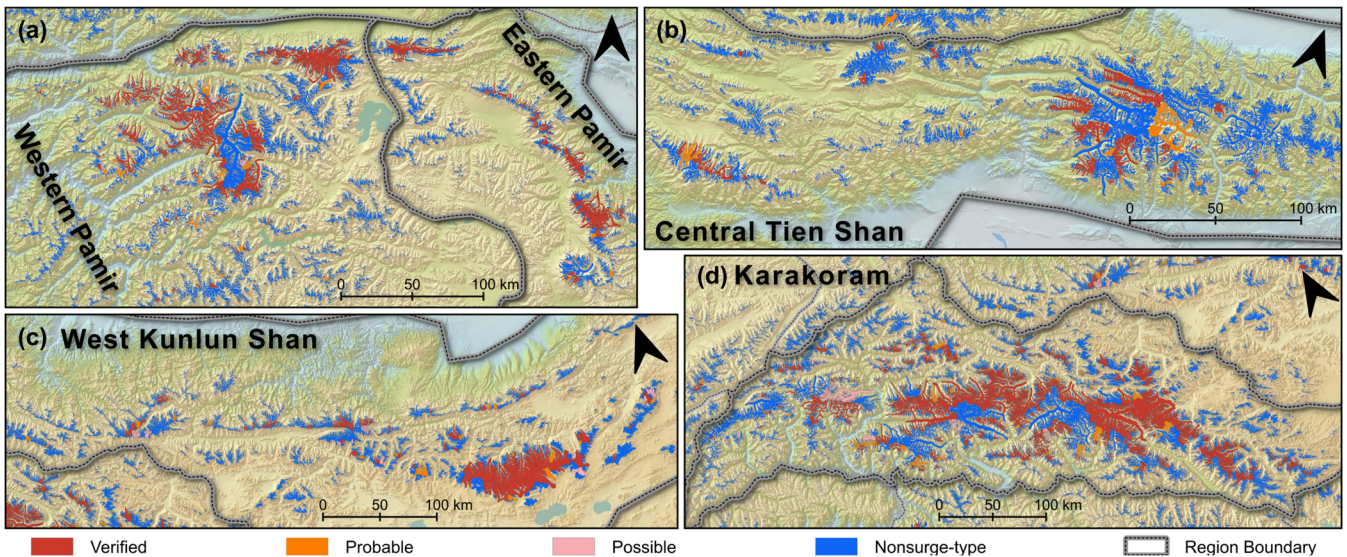 (a)
Western Pamir
Eastern Pamir
0 50 100 km
(b)
Central Tien Shan
0 50 100 km
(c) West Kunlun Shan
0 50 100 km
(d) Karakoram
0 50 100 km
Verified Probable Possible Nonsurge-type Region Boundary